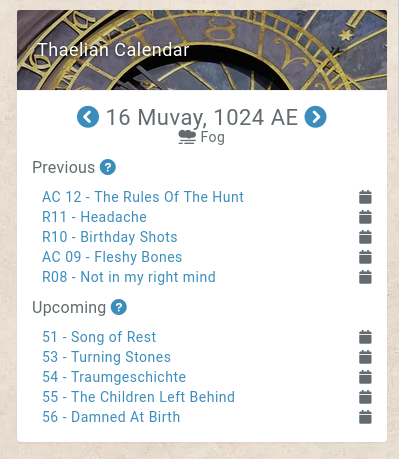 Thaelian Calendar
16 Muvay, 1024 AE
Fog
Previous ?
AC 12 - The Rules Of The Hunt
R11 - Headache
R10 - Birthday Shots
AC 09 - Fleshy Bones
R08 - Not in my right mind
Upcoming ?
51 - Song of Rest
53 - Turning Stones
54 - Traumgeschichte
55 - The Children Left Behind
56 - Damned At Birth